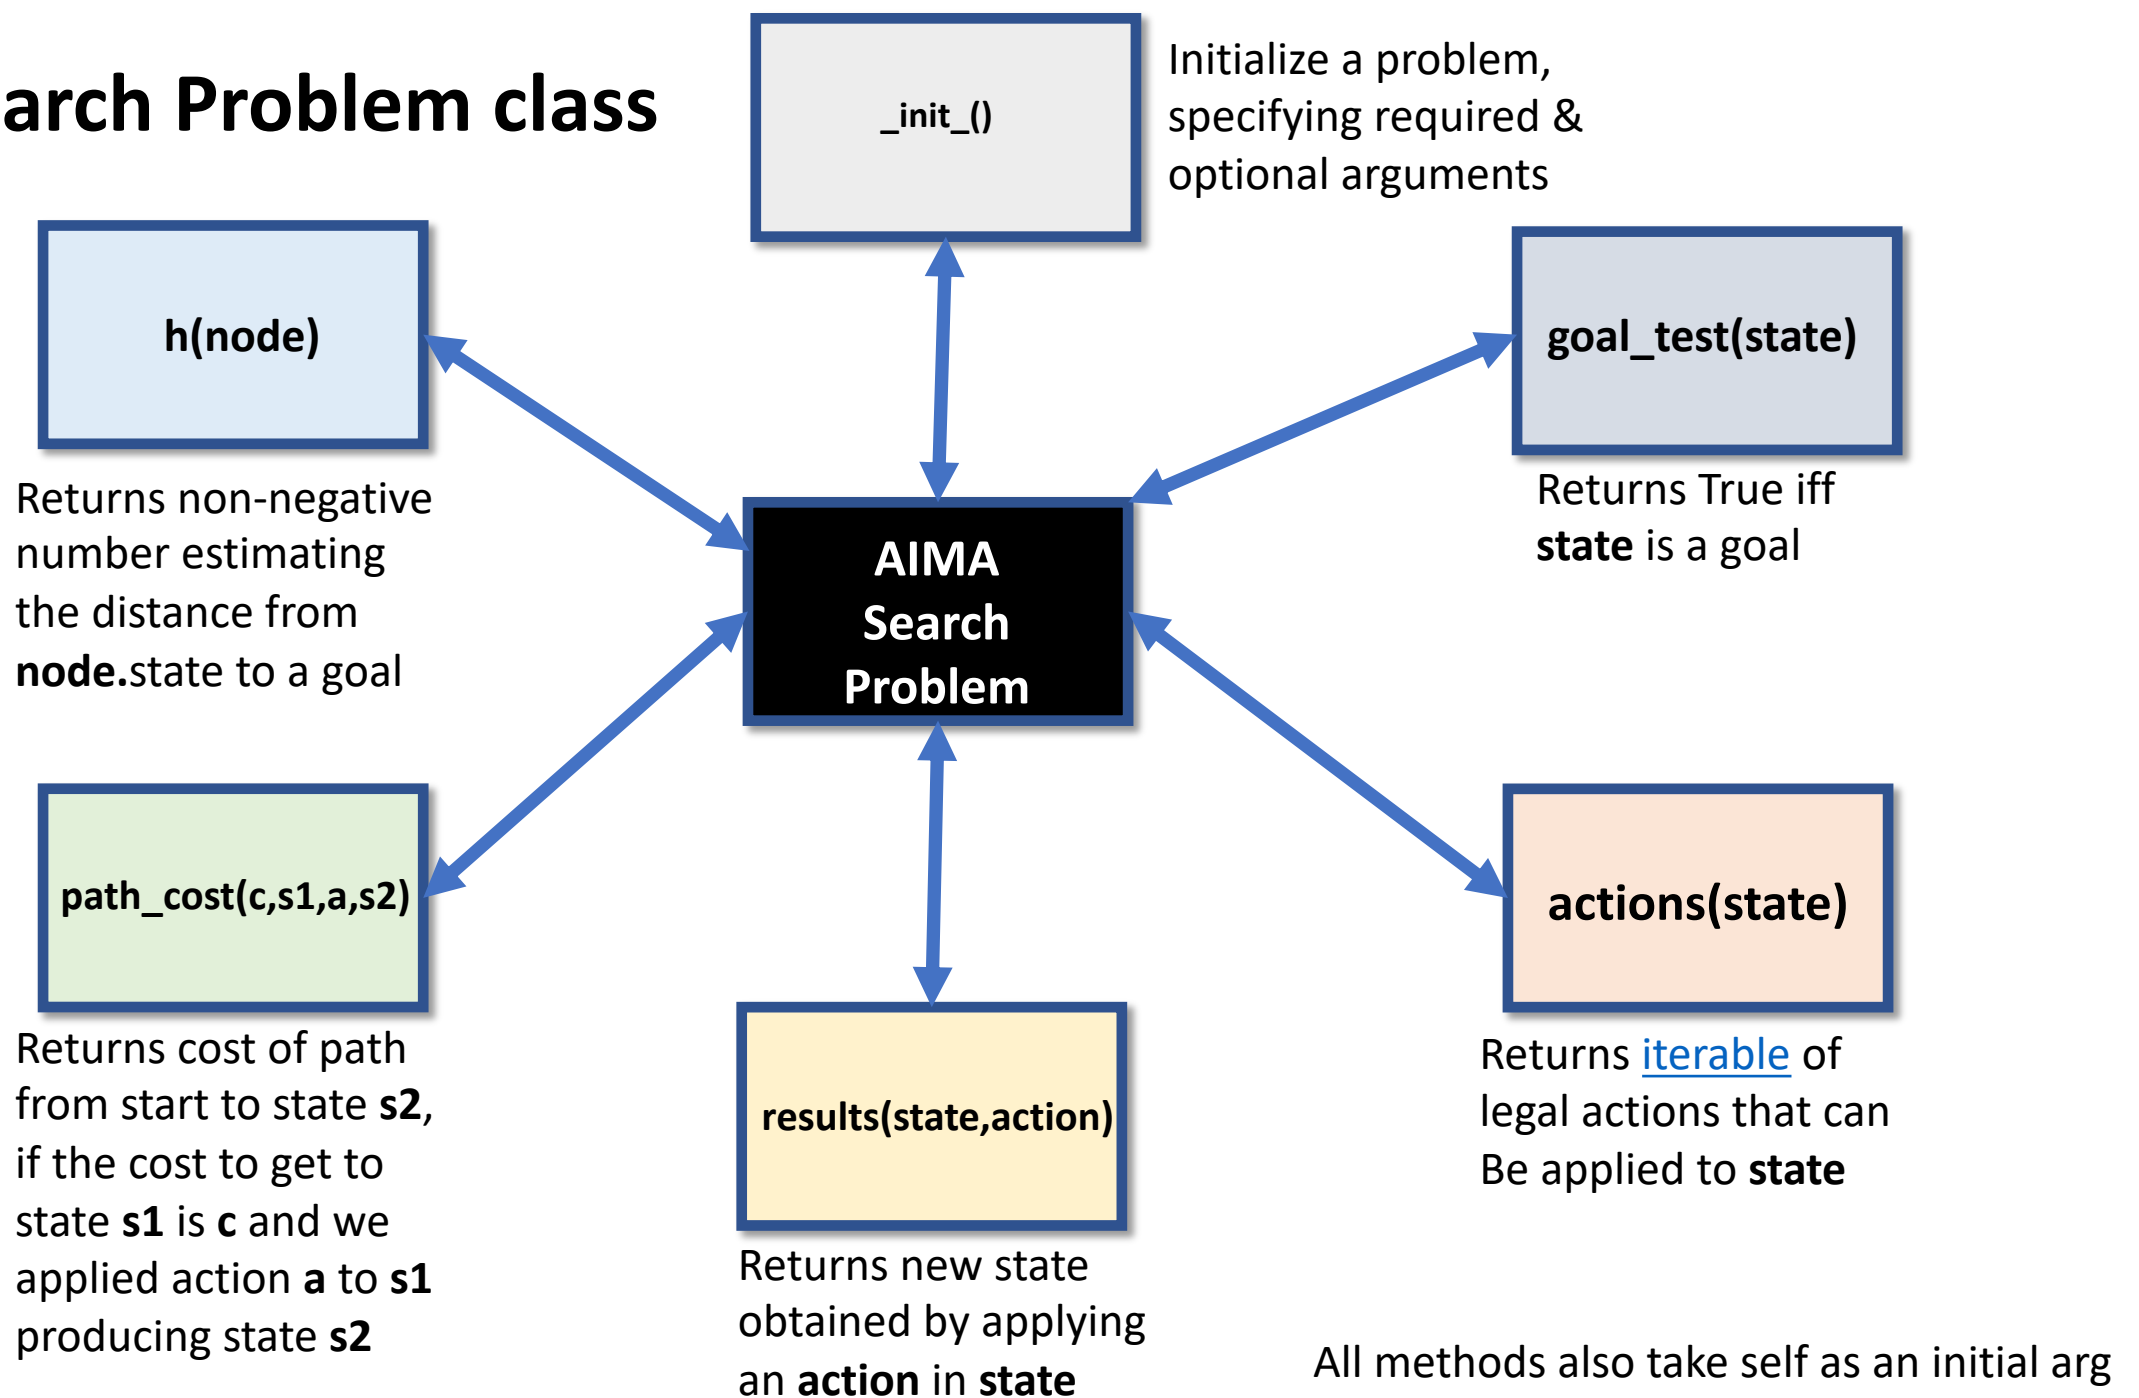 arch Problem class
_init_()
Initialize a problem,
specifying required &
optional arguments
h(node)
Returns non-negative
number estimating
the distance from
node.state to a goal
goal_test(state)
Returns True iff
state is a goal
AIMA
Search
Problem
path_cost(c,s1,a,s2)
Returns cost of path
from start to state s2,
if the cost to get to
state s1 is c and we
applied action a to s1
producing state s2
results(state,action)
Returns new state
obtained by applying
an action in state
actions(state)
Returns iterable of
legal actions that can
Be applied to state
All methods also take self as an initial arg